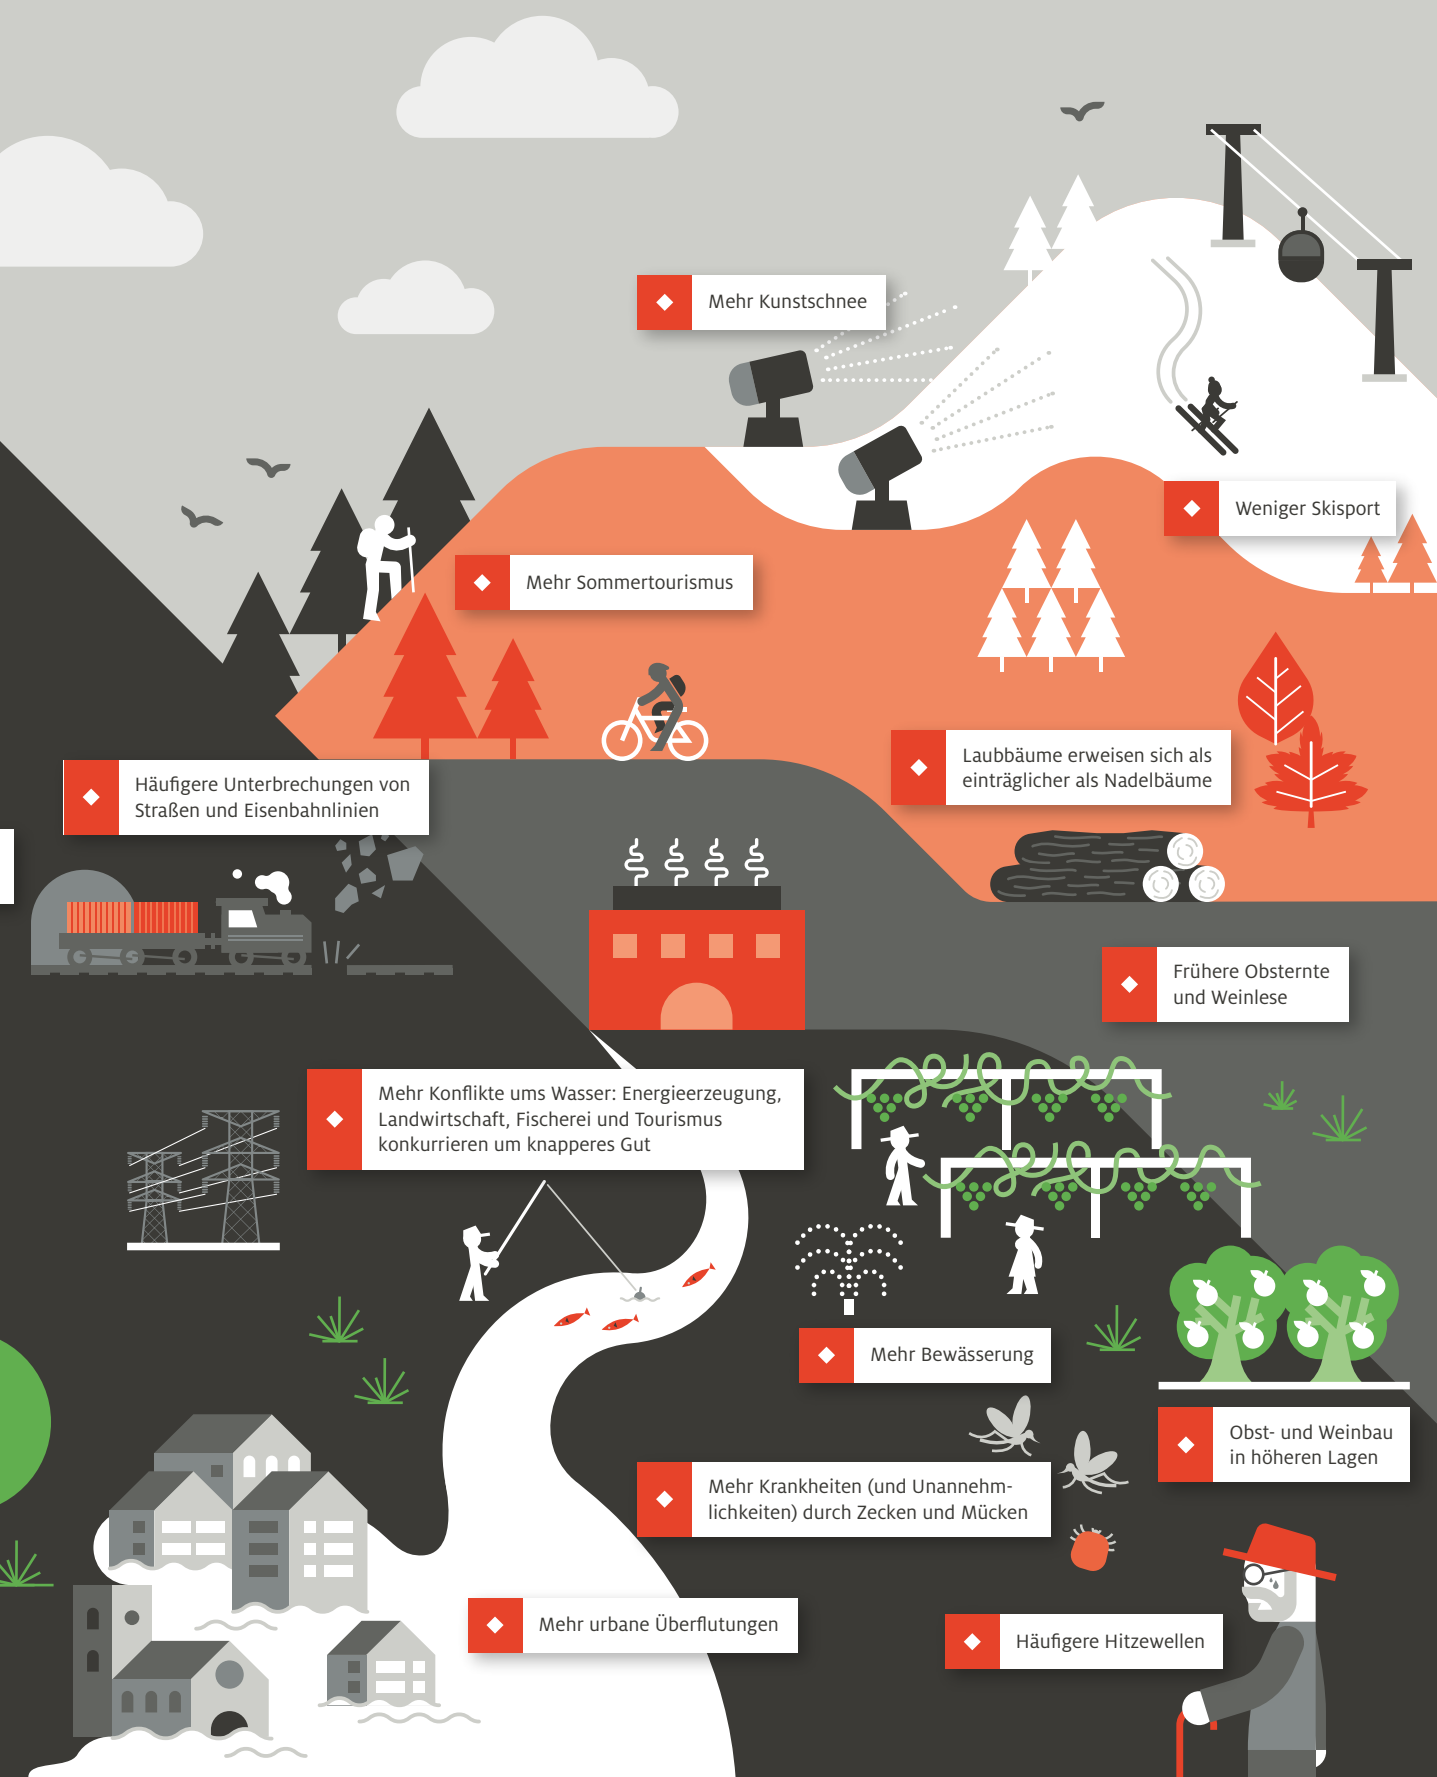 Mehr Kunstschnee
Weniger Skisport
Mehr Sommertourismus
Laubbäume erweisen sich als
einträglicher als Nadelbäume
Häufigere Unterbrechungen von
Straßen und Eisenbahnlinien
Frühere Obsternte
und Weinlese
Mehr Konflikte ums Wasser: Energieerzeugung,
Landwirtschaft, Fischerei und Tourismus
konkurrieren um knapperes Gut
Mehr Bewässerung
Obst- und Weinbau
in höheren Lagen
Mehr Krankheiten (und Unannehm-
lichkeiten) durch Zecken und Mücken
Mehr urbane Überflutungen
Häufigere Hitzewellen